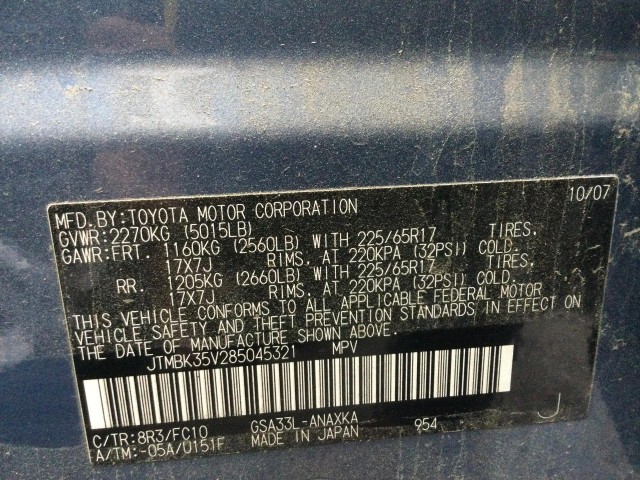 MFD.BY:TOYOTA MOTOR CORPORATION 10/07
GVWR:2270KG (5015LB)
GAWR:FRT. 1160KG (2560LB) WITH 225/65R17 TIRES,
17X7J RIMS, AT 220KPA (32PSI) COLD.
RR. 1205KG (2660LB) WITH 225/65R17 TIRES,
17X7J RIMS, AT 220KPA (32PSI) COLD.
THIS VEHICLE CONFORMS TO ALL APPLICABLE FEDERAL MOTOR
VEHICLE SAFETY AND THEFT PREVENTION STANDARDS IN EFFECT ON
THE DATE OF MANUFACTURE SHOWN ABOVE.
JTMBK35V285045321 MPV
C/TR:8R3/FC10 GSA33L-ANAXKA 954 J
A/TM:-05A/U151F MADE IN JAPAN